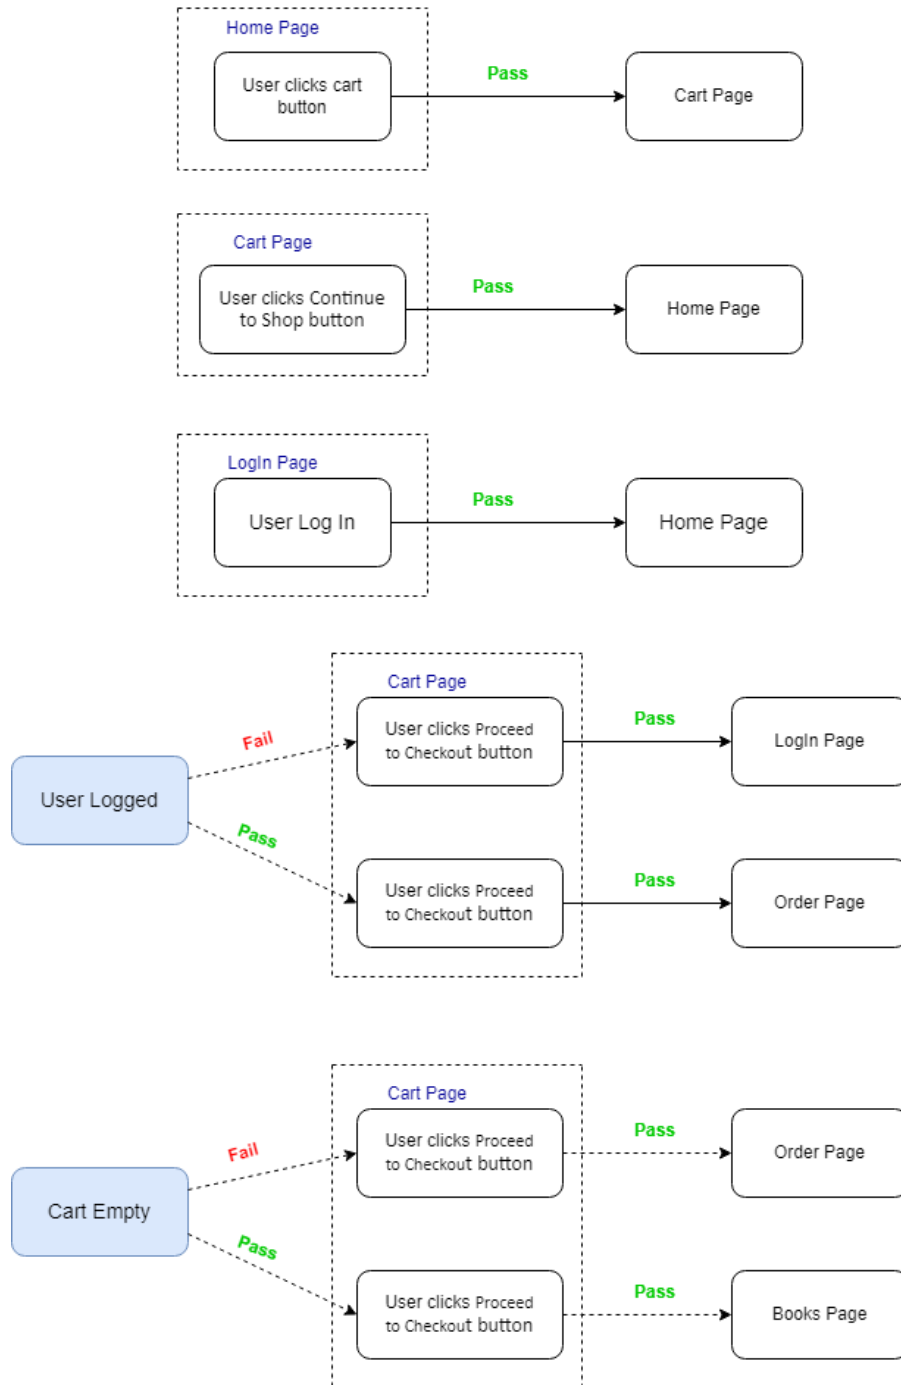 Home Page
User clicks cart
button
Pass
Cart Page
Cart Page
User clicks Continue
to Shop button
Pass
Home Page
LogIn Page
User Log In
Pass
Home Page
User Logged
Fail
Pass
Cart Page
User clicks Proceed
to Checkout button
Pass
LogIn Page
User clicks Proceed
to Checkout button
Pass
Order Page
Cart Empty
Fail
Pass
Cart Page
User clicks Proceed
to Checkout button
Pass
Order Page
User clicks Proceed
to Checkout button
Pass
Books Page